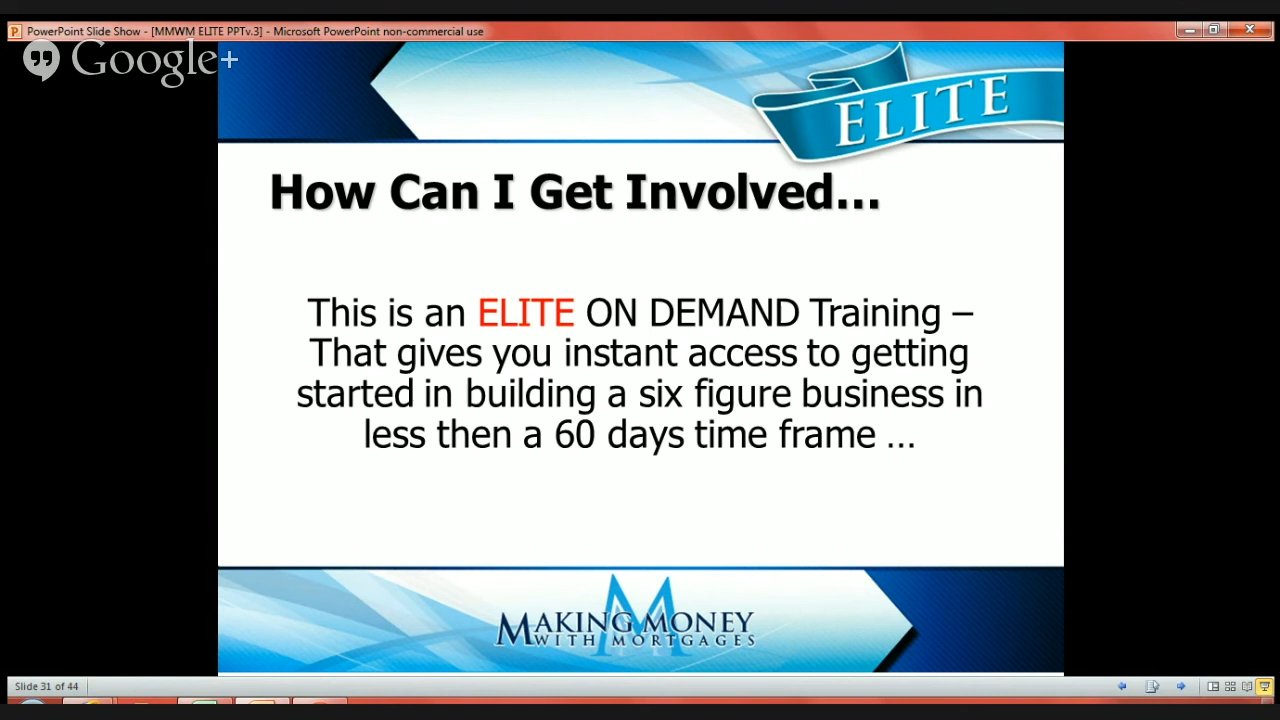 PowerPoint Slide Show - [MMWM ELITE PPTv.3] - Microsoft PowerPoint non-commercial use
Google+
ELITE
How Can I Get Involved...
This is an ELITE ON DEMAND Training –
That gives you instant access to getting
started in building a six figure business in
less then a 60 days time frame ...
M
MAKING MONEY
WITH MORTGAGES
Slide 31 of 44